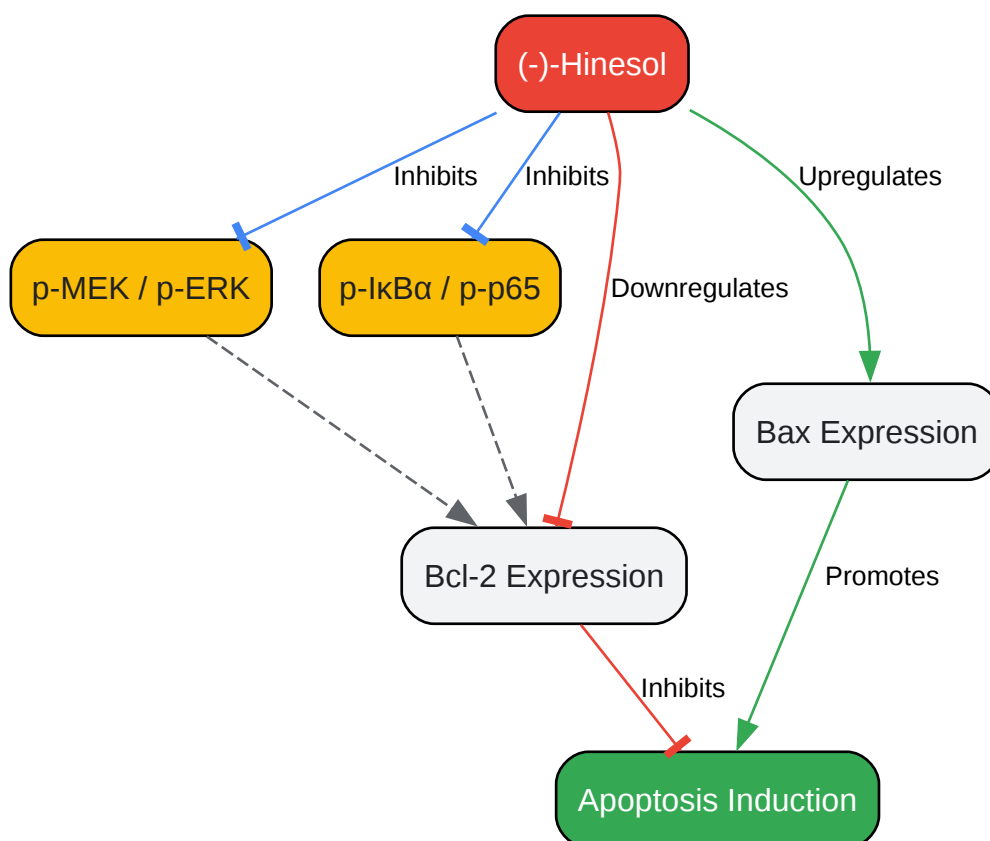 (-)-Hinesol
Inhibits
Inhibits
Upregulates
p-MEK / p-ERK
p-IκBα / p-p65
Downregulates
Bax Expression
Bcl-2 Expression
Promotes
Inhibits
Apoptosis Induction